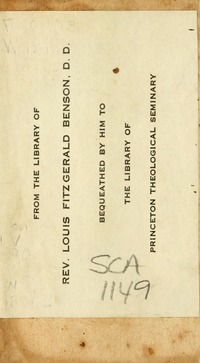 FROM THE LIBRARY OF
REV. LOUIS FITZGERALD BENSON, D. D.
BEQUEATHED BY HIM TO
THE LIBRARY OF
PRINCETON THEOLOGICAL SEMINARY
SCA
1149